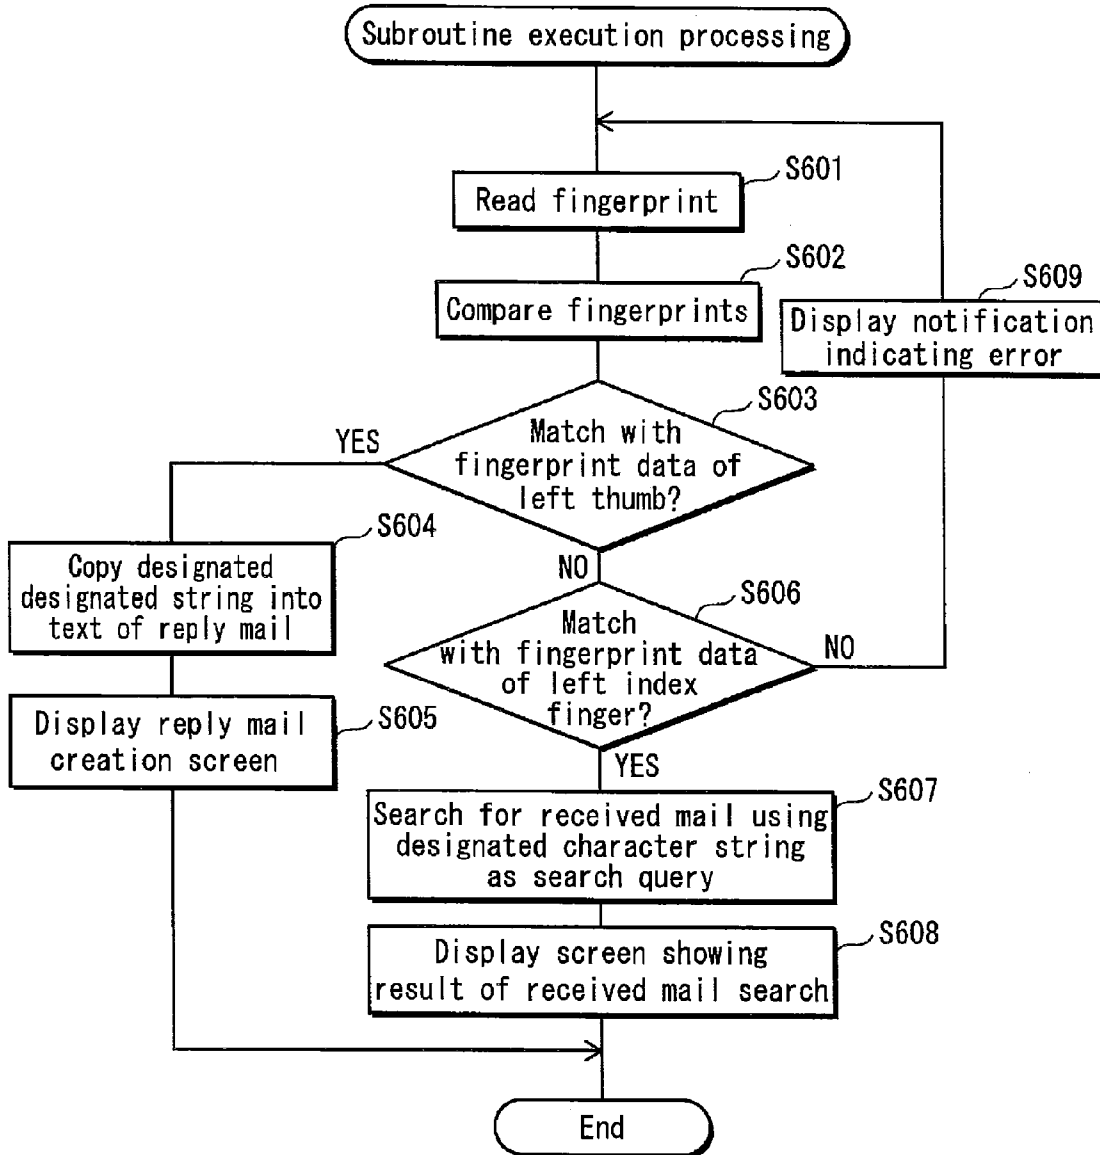 Subroutine execution processing
S601
Read fingerprint
S602
Compare fingerprints
S609
Display notification
indicating error
S603
Match with
fingerprint data of
left thumb?
YES
NO
S604
Copy designated
designated string into
text of reply mail
S605
Display reply mail
creation screen
S606
Match
with fingerprint data
of left index
finger?
NO
YES
S607
Search for received mail using
designated character string
as search query
S608
Display screen showing
result of received mail search
End